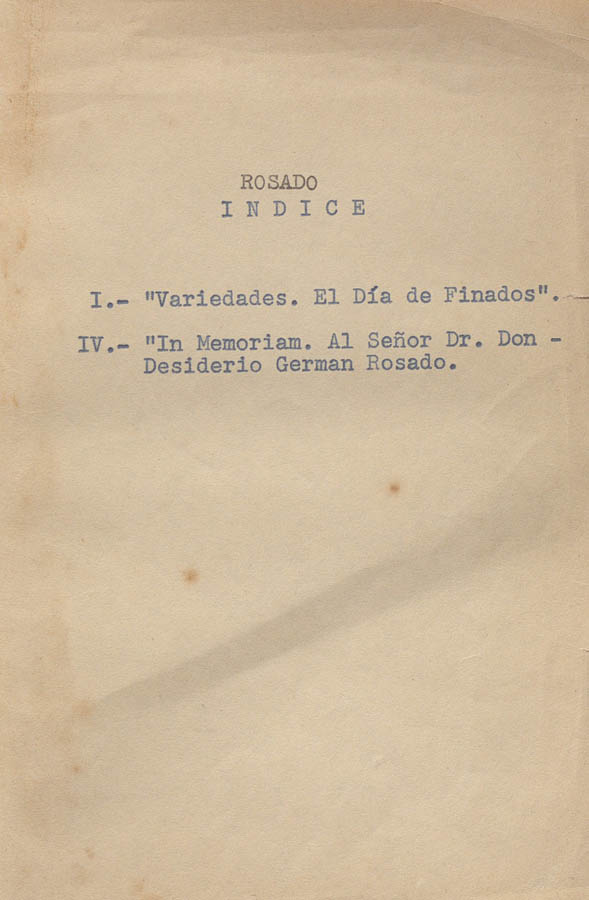 ROSADO
I N D I C E
I.- "Variedades. El Día de Finados".
IV.- "In Memoriam. Al Señor Dr. Don -
Desiderio German Rosado.